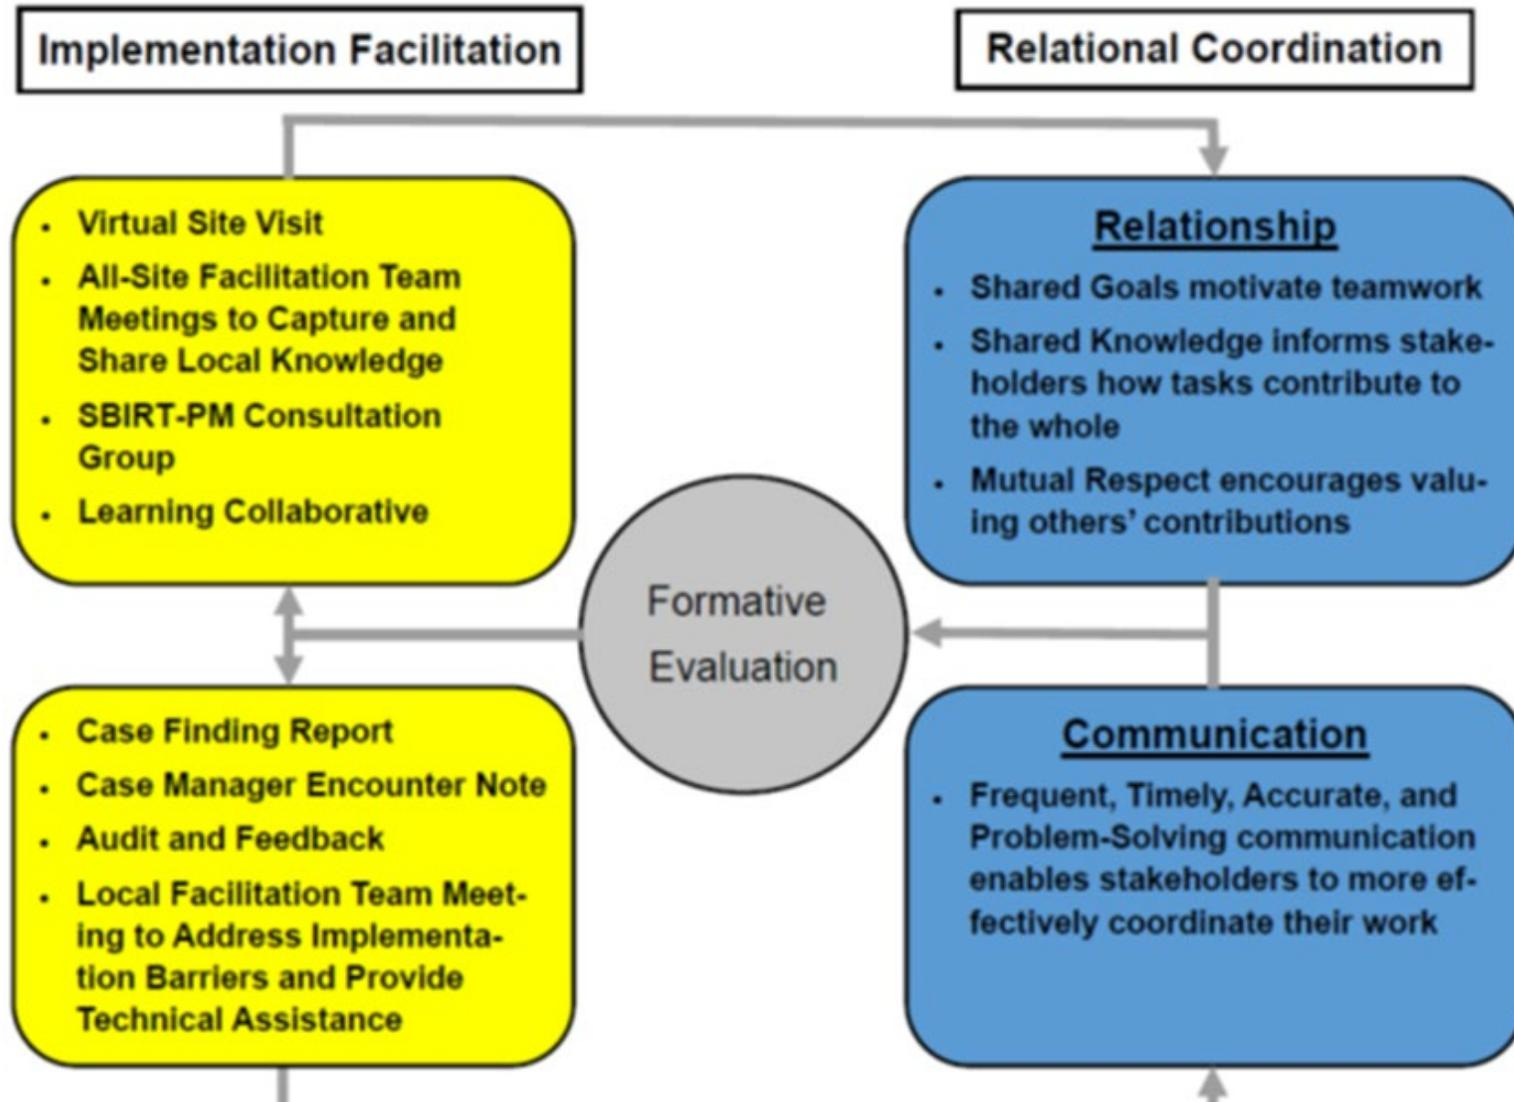 Implementation Facilitation
Relational Coordination
• Virtual Site Visit
• All-Site Facilitation Team
Meetings to Capture and
Share Local Knowledge
• SBIRT-PM Consultation
Group
• Learning Collaborative
Relationship
• Shared Goals motivate teamwork
• Shared Knowledge informs stake-
holders how tasks contribute to
the whole
• Mutual Respect encourages valu-
ing others’ contributions
Formative
Evaluation
• Case Finding Report
• Case Manager Encounter Note
• Audit and Feedback
• Local Facilitation Team Meet-
ing to Address Implementa-
tion Barriers and Provide
Technical Assistance
Communication
• Frequent, Timely, Accurate, and
Problem-Solving communication
enables stakeholders to more ef-
fectively coordinate their work